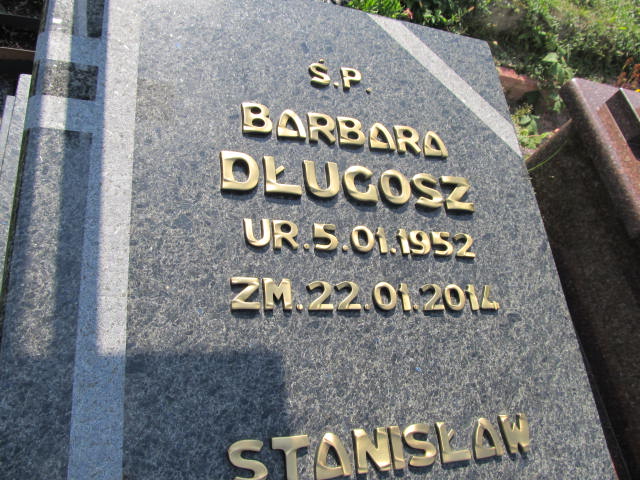 Ś.P.
BARBARA
DŁUGOSZ
UR.5.01.1952
ZM.22.01.2014
STANISŁAW